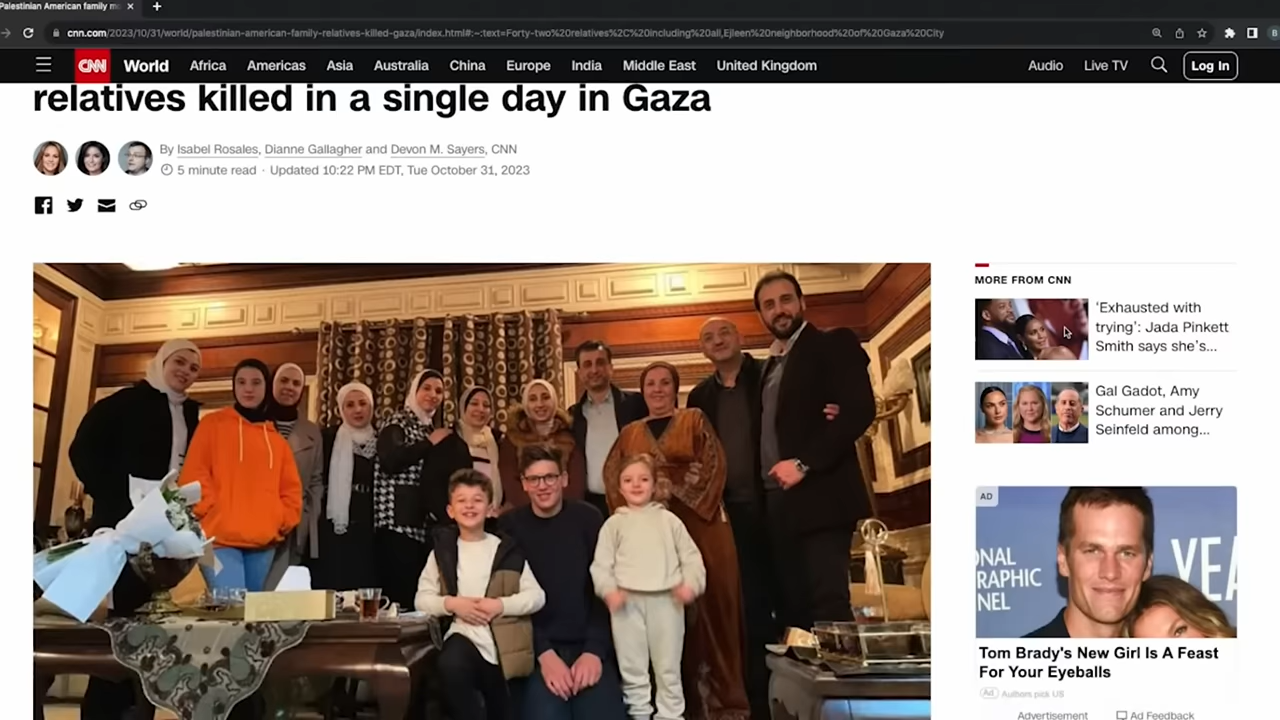 Palestinian American family mo
cnn.com/2023/10/31/world/palestinian-american-family-relatives-killed-gaza/index.html#:~:text=Forty-two%20relatives%2C%20including%20all,Ejleen%20neighborhood%20of%20Gaza%20City
CNN World Africa Americas Asia Australia China Europe India Middle East United Kingdom Audio Live TV Log In
relatives killed in a single day in Gaza
By Isabel Rosales, Dianne Gallagher and Devon M. Sayers, CNN
5 minute read · Updated 10:22 PM EDT, Tue October 31, 2023
MORE FROM CNN
‘Exhausted with
trying’: Jada Pinkett
Smith says she’s...
Gal Gadot, Amy
Schumer and Jerry
Seinfeld among...
AD
ONAL
RAPHIC
NEL
YEA
Tom Brady's New Girl Is A Feast
For Your Eyeballs
Ad Authors pick US
Advertisement Ad Feedback